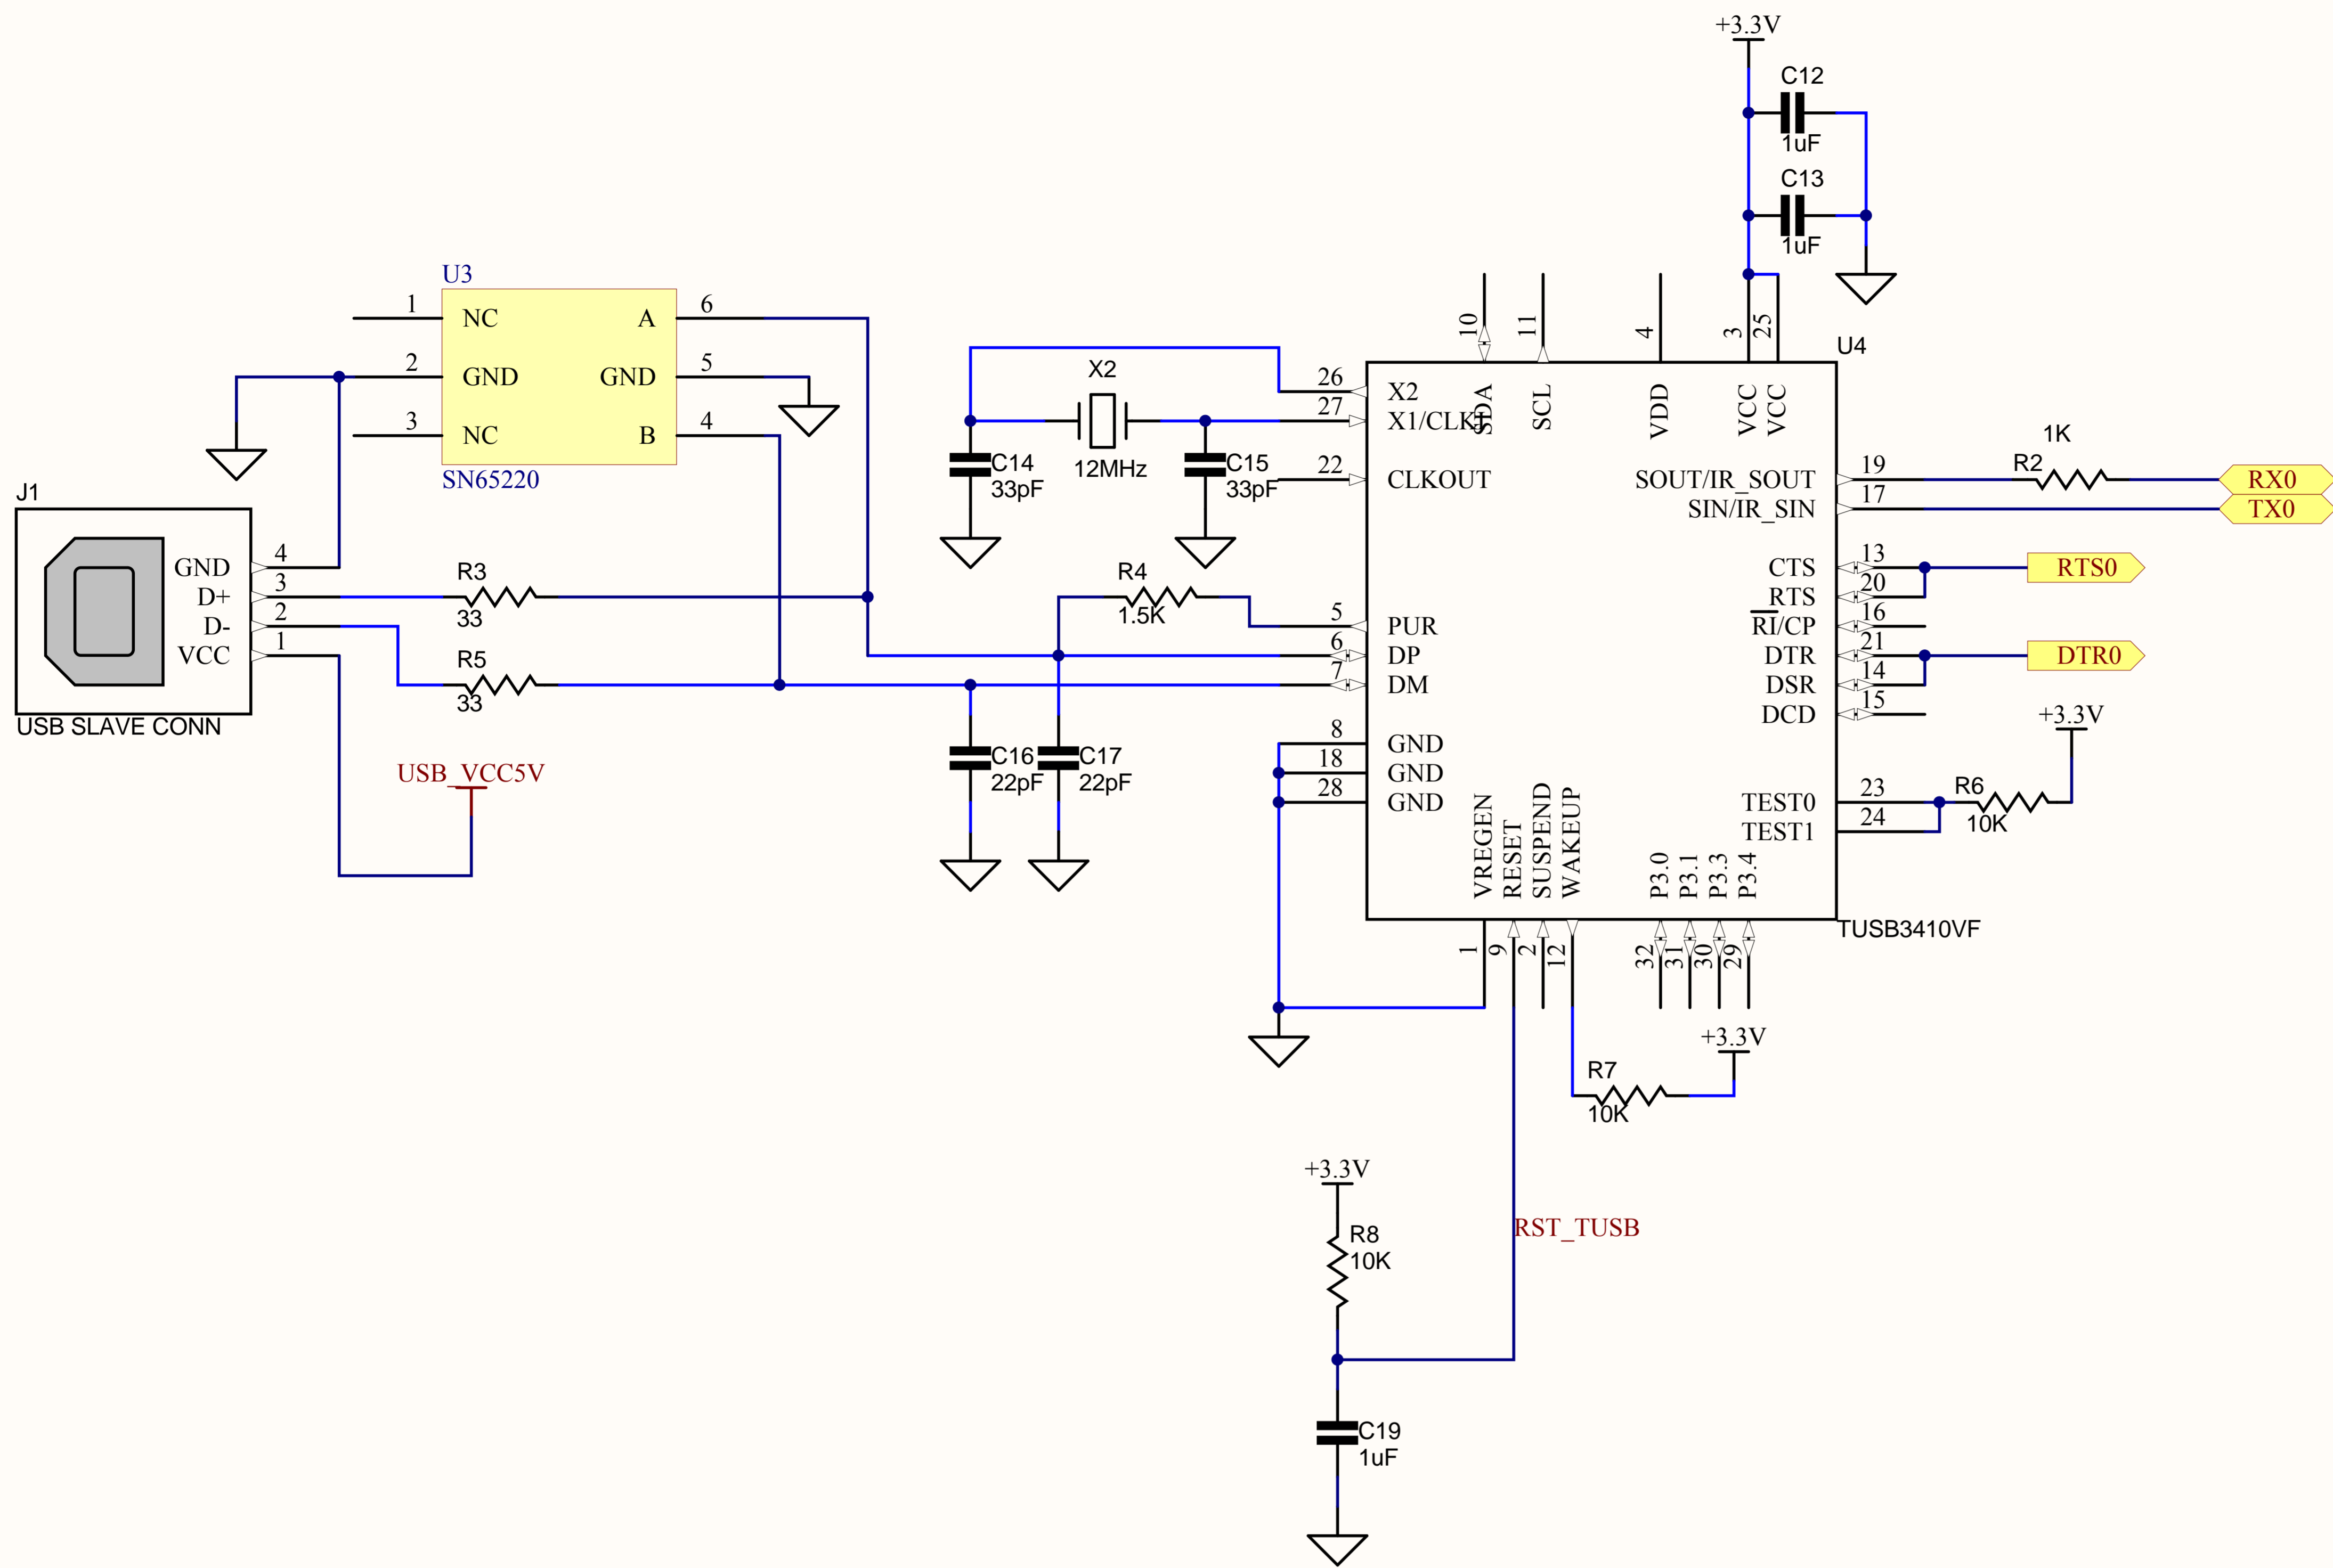 +3.3V
C12
1uF
C13
1uF
U3
1 NC A 6
2 GND GND 5
3 NC B 4
SN65220
J1
GND 4
D+ 3
D- 2
VCC 1
USB SLAVE CONN
R3
33
R5
33
USB_VCC5V
X2
12MHz
C14
33pF
C15
33pF
R4
1.5K
C16
22pF
C17
22pF
U4
10 SDA
11 SCL
4 VDD
3 VCC
25 VCC
26 X2
27 X1/CLKI
22 CLKOUT
5 PUR
6 DP
7 DM
8 GND
18 GND
28 GND
SOUT/IR_SOUT 19
SIN/IR_SIN 17
CTS 13
RTS 20
RI/CP 16
DTR 21
DSR 14
DCD 15
TEST0 23
TEST1 24
VREGEN 1
RESET 9
SUSPEND 2
WAKEUP 12
P3.0 32
P3.1 31
P3.3 30
P3.4 29
TUSB3410VF
1K
R2
RX0
TX0
RTS0
DTR0
+3.3V
R6
10K
+3.3V
R7
10K
+3.3V
R8
10K
RST_TUSB
C19
1uF